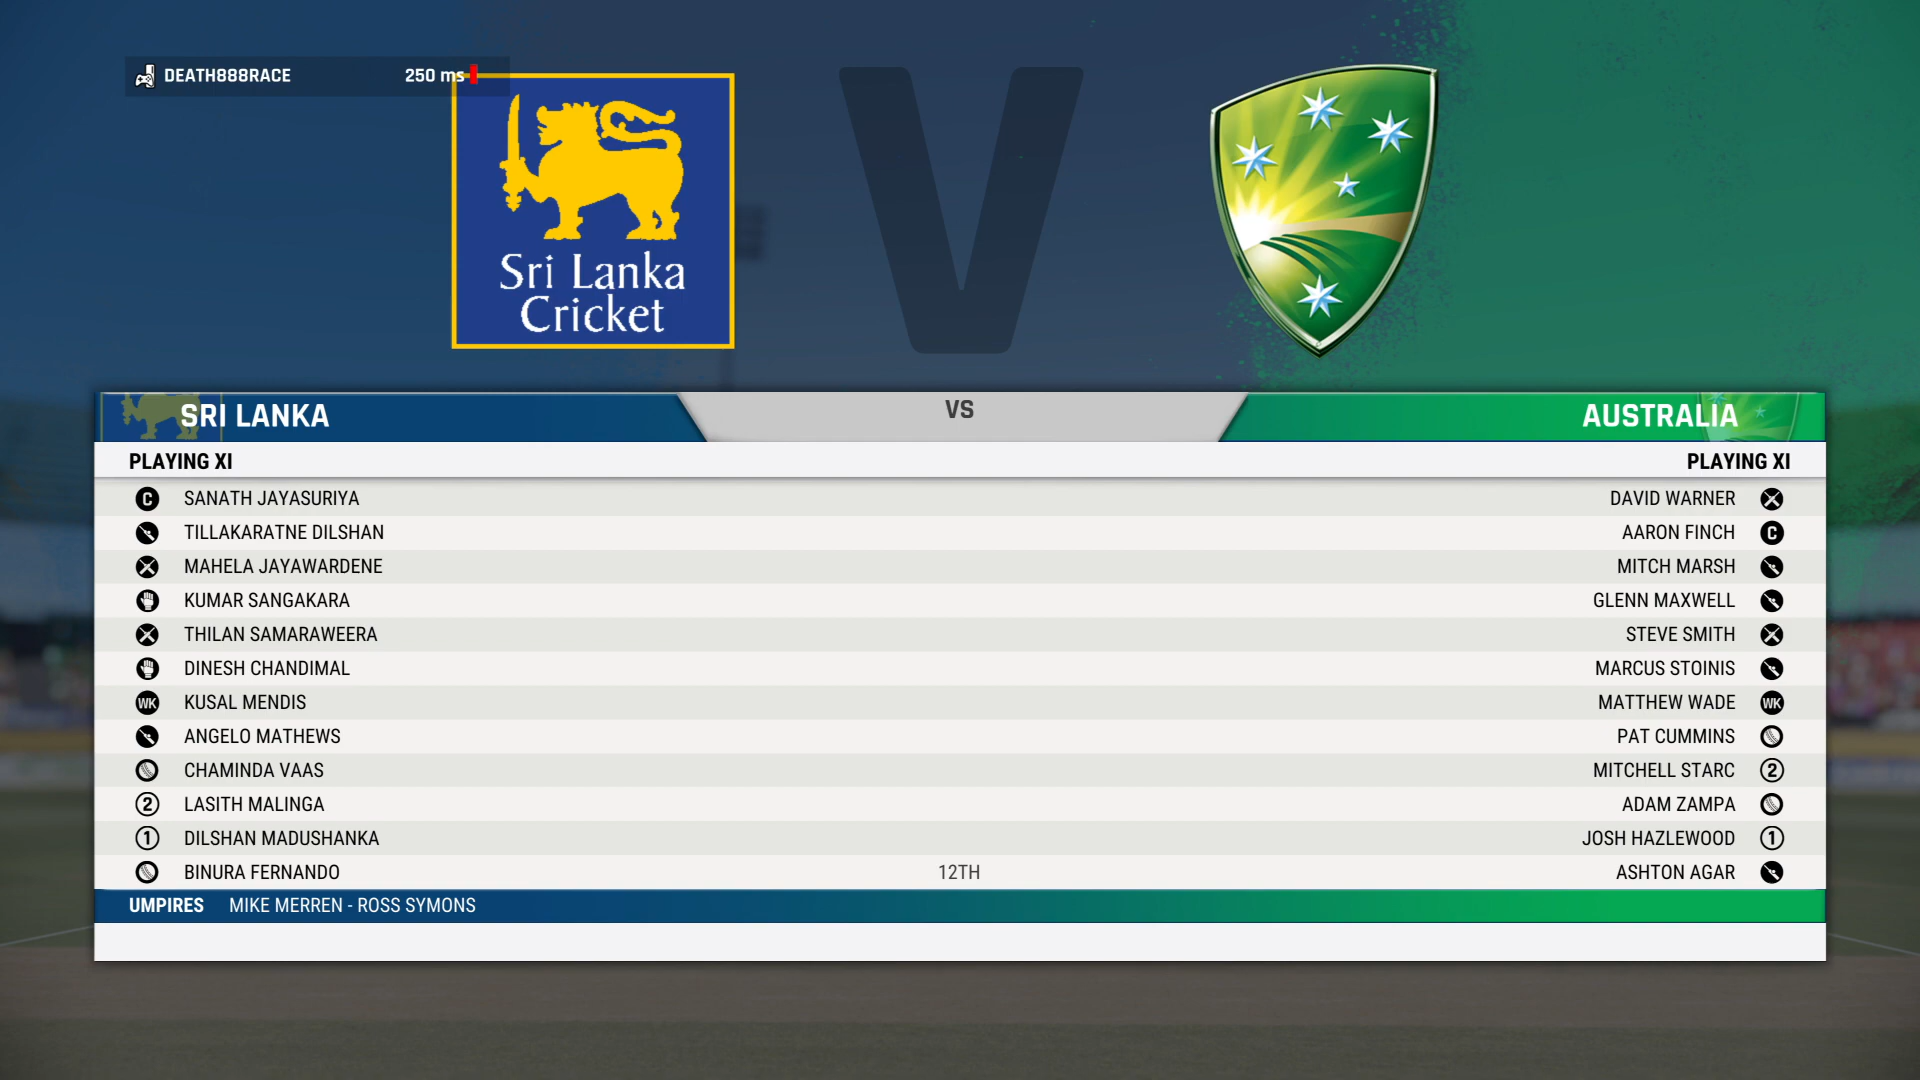 DEATH888RACE 250 ms
V
Sri Lanka
Cricket
SRI LANKA VS AUSTRALIA
PLAYING XI PLAYING XI
C SANATH JAYASURIYA DAVID WARNER
TILLAKARATNE DILSHAN AARON FINCH C
MAHELA JAYAWARDENE MITCH MARSH
KUMAR SANGAKARA GLENN MAXWELL
THILAN SAMARAWEERA STEVE SMITH
DINESH CHANDIMAL MARCUS STOINIS
WK KUSAL MENDIS MATTHEW WADE WK
ANGELO MATHEWS PAT CUMMINS
CHAMINDA VAAS MITCHELL STARC 2
2 LASITH MALINGA ADAM ZAMPA
1 DILSHAN MADUSHANKA JOSH HAZLEWOOD 1
BINURA FERNANDO 12TH ASHTON AGAR
UMPIRES MIKE MERREN - ROSS SYMONS